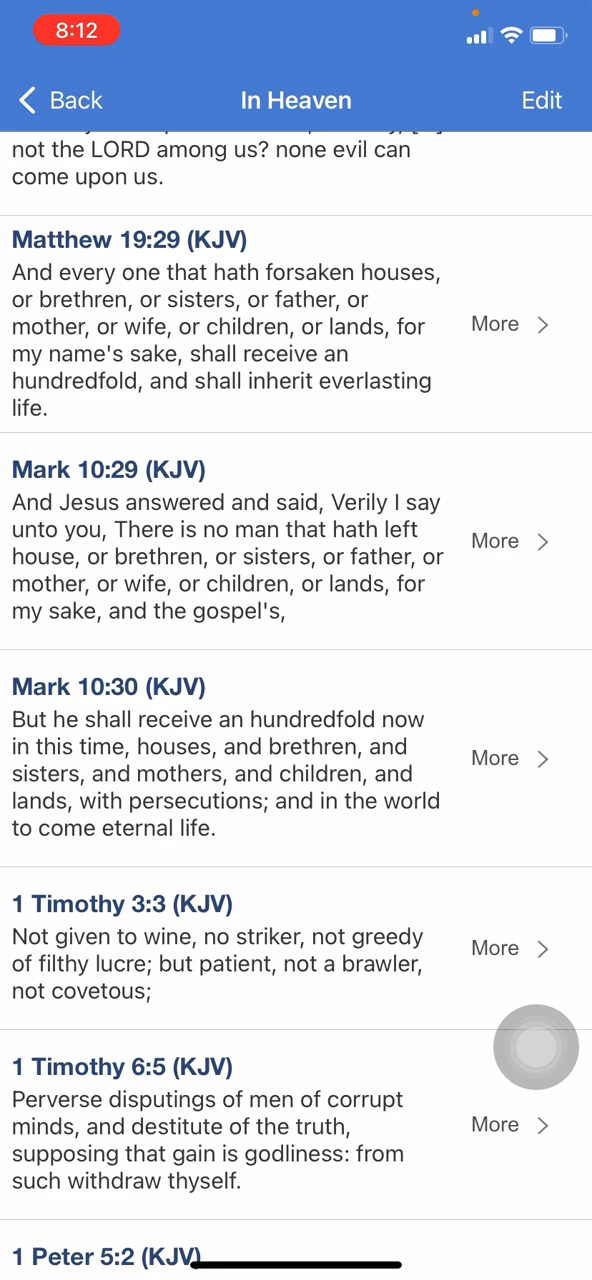 8:12
Back
In Heaven
Edit
not the LORD among us? none evil can
come upon us.
Matthew 19:29 (KJV)
And every one that hath forsaken houses,
or brethren, or sisters, or father, or
mother, or wife, or children, or lands, for
my name's sake, shall receive an
hundredfold, and shall inherit everlasting
life.
More
Mark 10:29 (KJV)
And Jesus answered and said, Verily I say
unto you, There is no man that hath left
house, or brethren, or sisters, or father, or
mother, or wife, or children, or lands, for
my sake, and the gospel's,
More
Mark 10:30 (KJV)
But he shall receive an hundredfold now
in this time, houses, and brethren, and
sisters, and mothers, and children, and
lands, with persecutions; and in the world
to come eternal life.
More
1 Timothy 3:3 (KJV)
Not given to wine, no striker, not greedy
of filthy lucre; but patient, not a brawler,
not covetous;
More
1 Timothy 6:5 (KJV)
Perverse disputings of men of corrupt
minds, and destitute of the truth,
supposing that gain is godliness: from
such withdraw thyself.
More
1 Peter 5:2 (KJV)